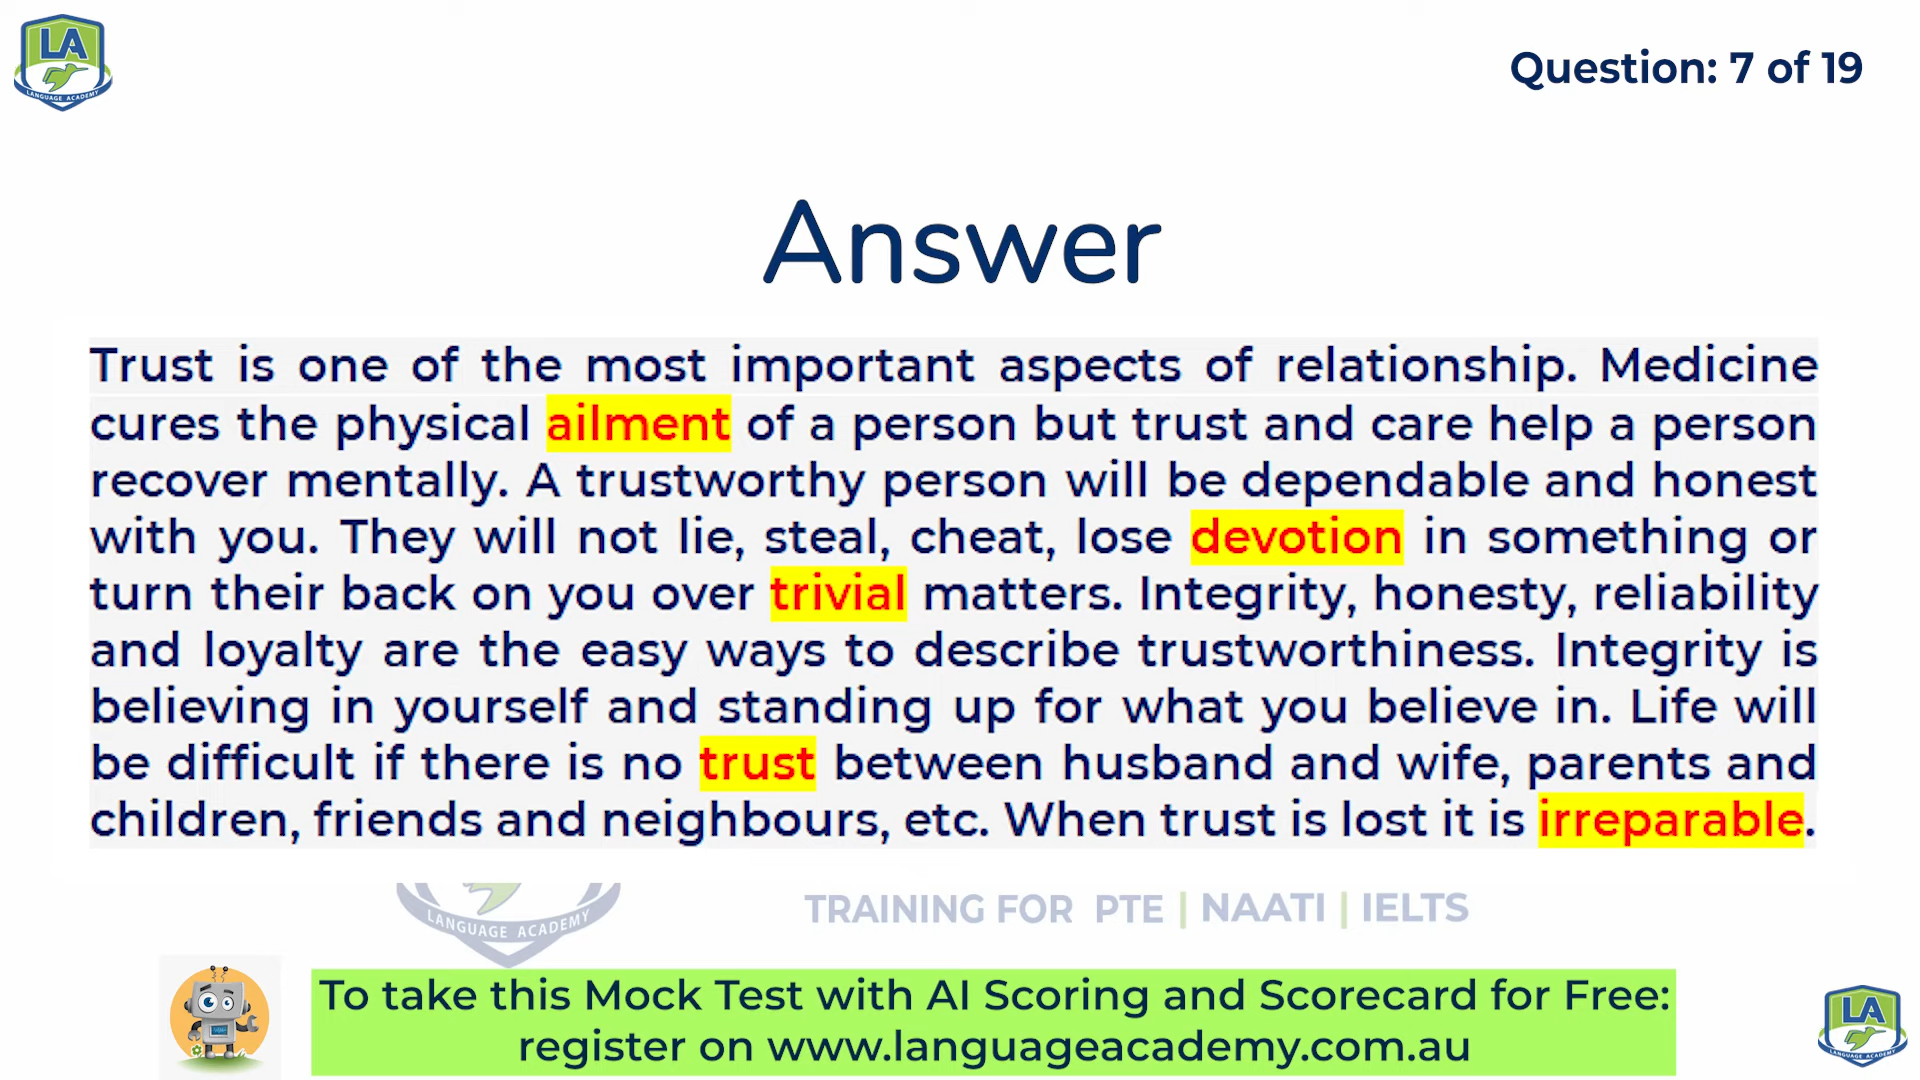 LA
LANGUAGE ACADEMY
Question: 7 of 19
Answer
Trust is one of the most important aspects of relationship. Medicine
cures the physical ailment of a person but trust and care help a person
recover mentally. A trustworthy person will be dependable and honest
with you. They will not lie, steal, cheat, lose devotion in something or
turn their back on you over trivial matters. Integrity, honesty, reliability
and loyalty are the easy ways to describe trustworthiness. Integrity is
believing in yourself and standing up for what you believe in. Life will
be difficult if there is no trust between husband and wife, parents and
children, friends and neighbours, etc. When trust is lost it is irreparable.
LANGUAGE ACADEMY
TRAINING FOR PTE | NAATI | IELTS
To take this Mock Test with AI Scoring and Scorecard for Free:
register on www.languageacademy.com.au
LA
LANGUAGE ACADEMY